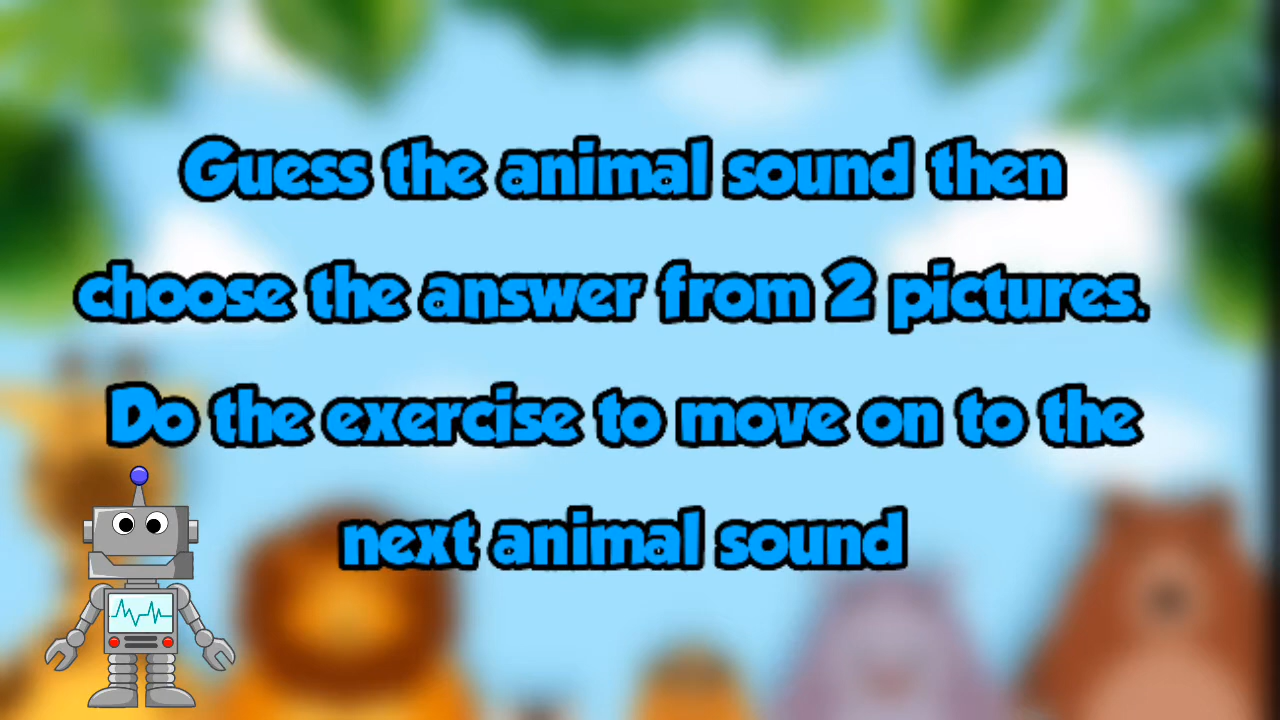 Guess the animal sound then
choose the answer from 2 pictures.
Do the exercise to move on to the
next animal sound